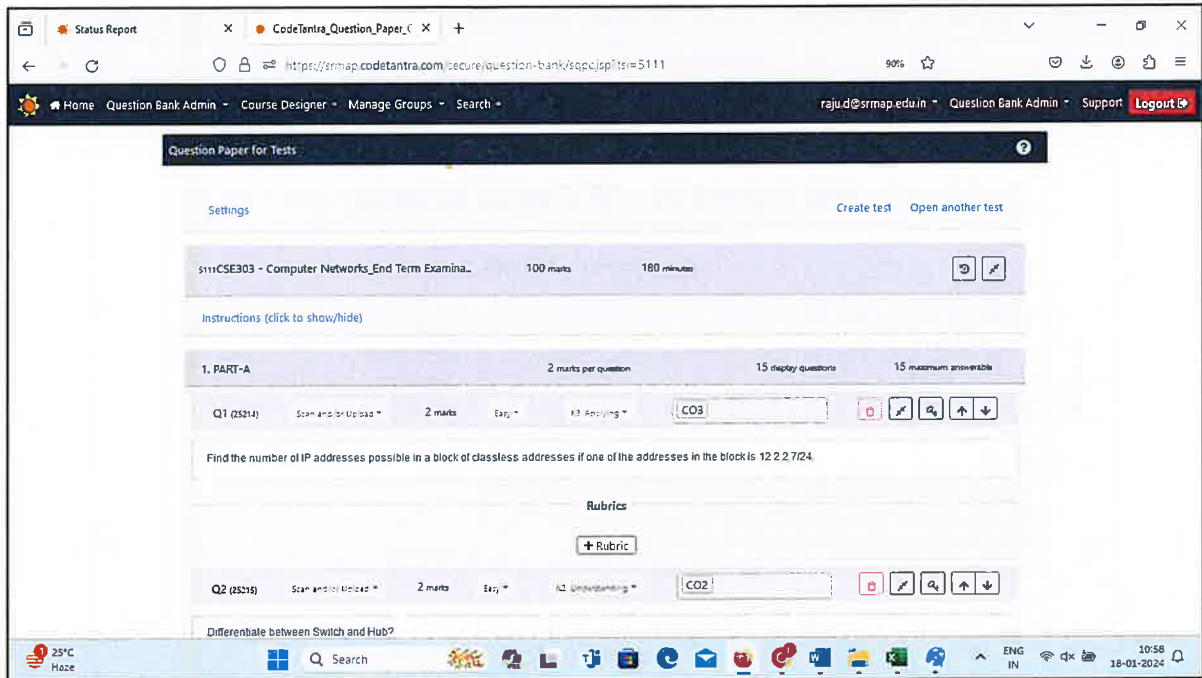 Status Report × CodeTantra_Question_Paper_C × +
https://srmap.codetantra.com/secure/question-bank/sqpc.jsp?tsi=5111 90%
Home Question Bank Admin Course Designer Manage Groups Search raju.d@srmap.edu.in Question Bank Admin Support Logout
Question Paper for Tests
Settings Create test Open another test
5111CSE303 - Computer Networks_End Term Examina... 100 marks 180 minutes
Instructions (click to show/hide)
1. PART-A 2 marks per question 15 display questions 15 maximum answerable
Q1 (25214) Scan and/or Upload 2 marks Easy K3 Applying CO3
Find the number of IP addresses possible in a block of classless addresses if one of the addresses in the block is 12 2 2 7/24.
Rubrics
+ Rubric
Q2 (25215) Scan and/or Upload 2 marks Easy K2 Understanding CO2
Differentiate between Switch and Hub?
1 25°C Haze Search ENG IN 10:58 18-01-2024